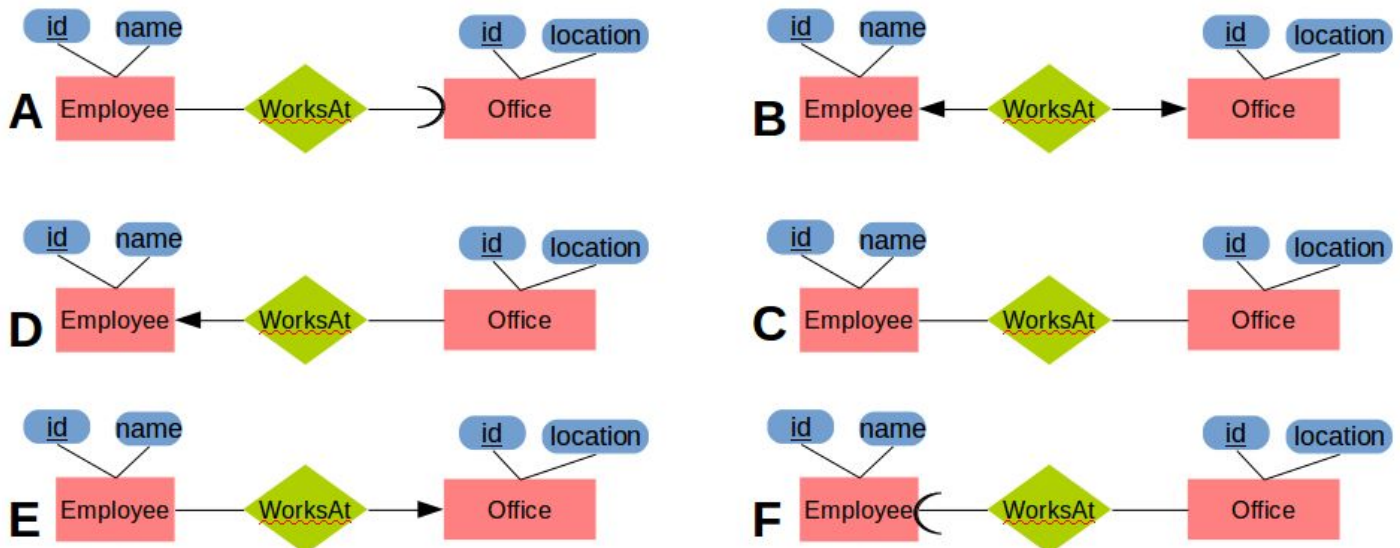 id name id location
A Employee WorksAt Office
id name id location
B Employee WorksAt Office
id name id location
D Employee WorksAt Office
id name id location
C Employee WorksAt Office
id name id location
E Employee WorksAt Office
id name id location
F Employee WorksAt Office